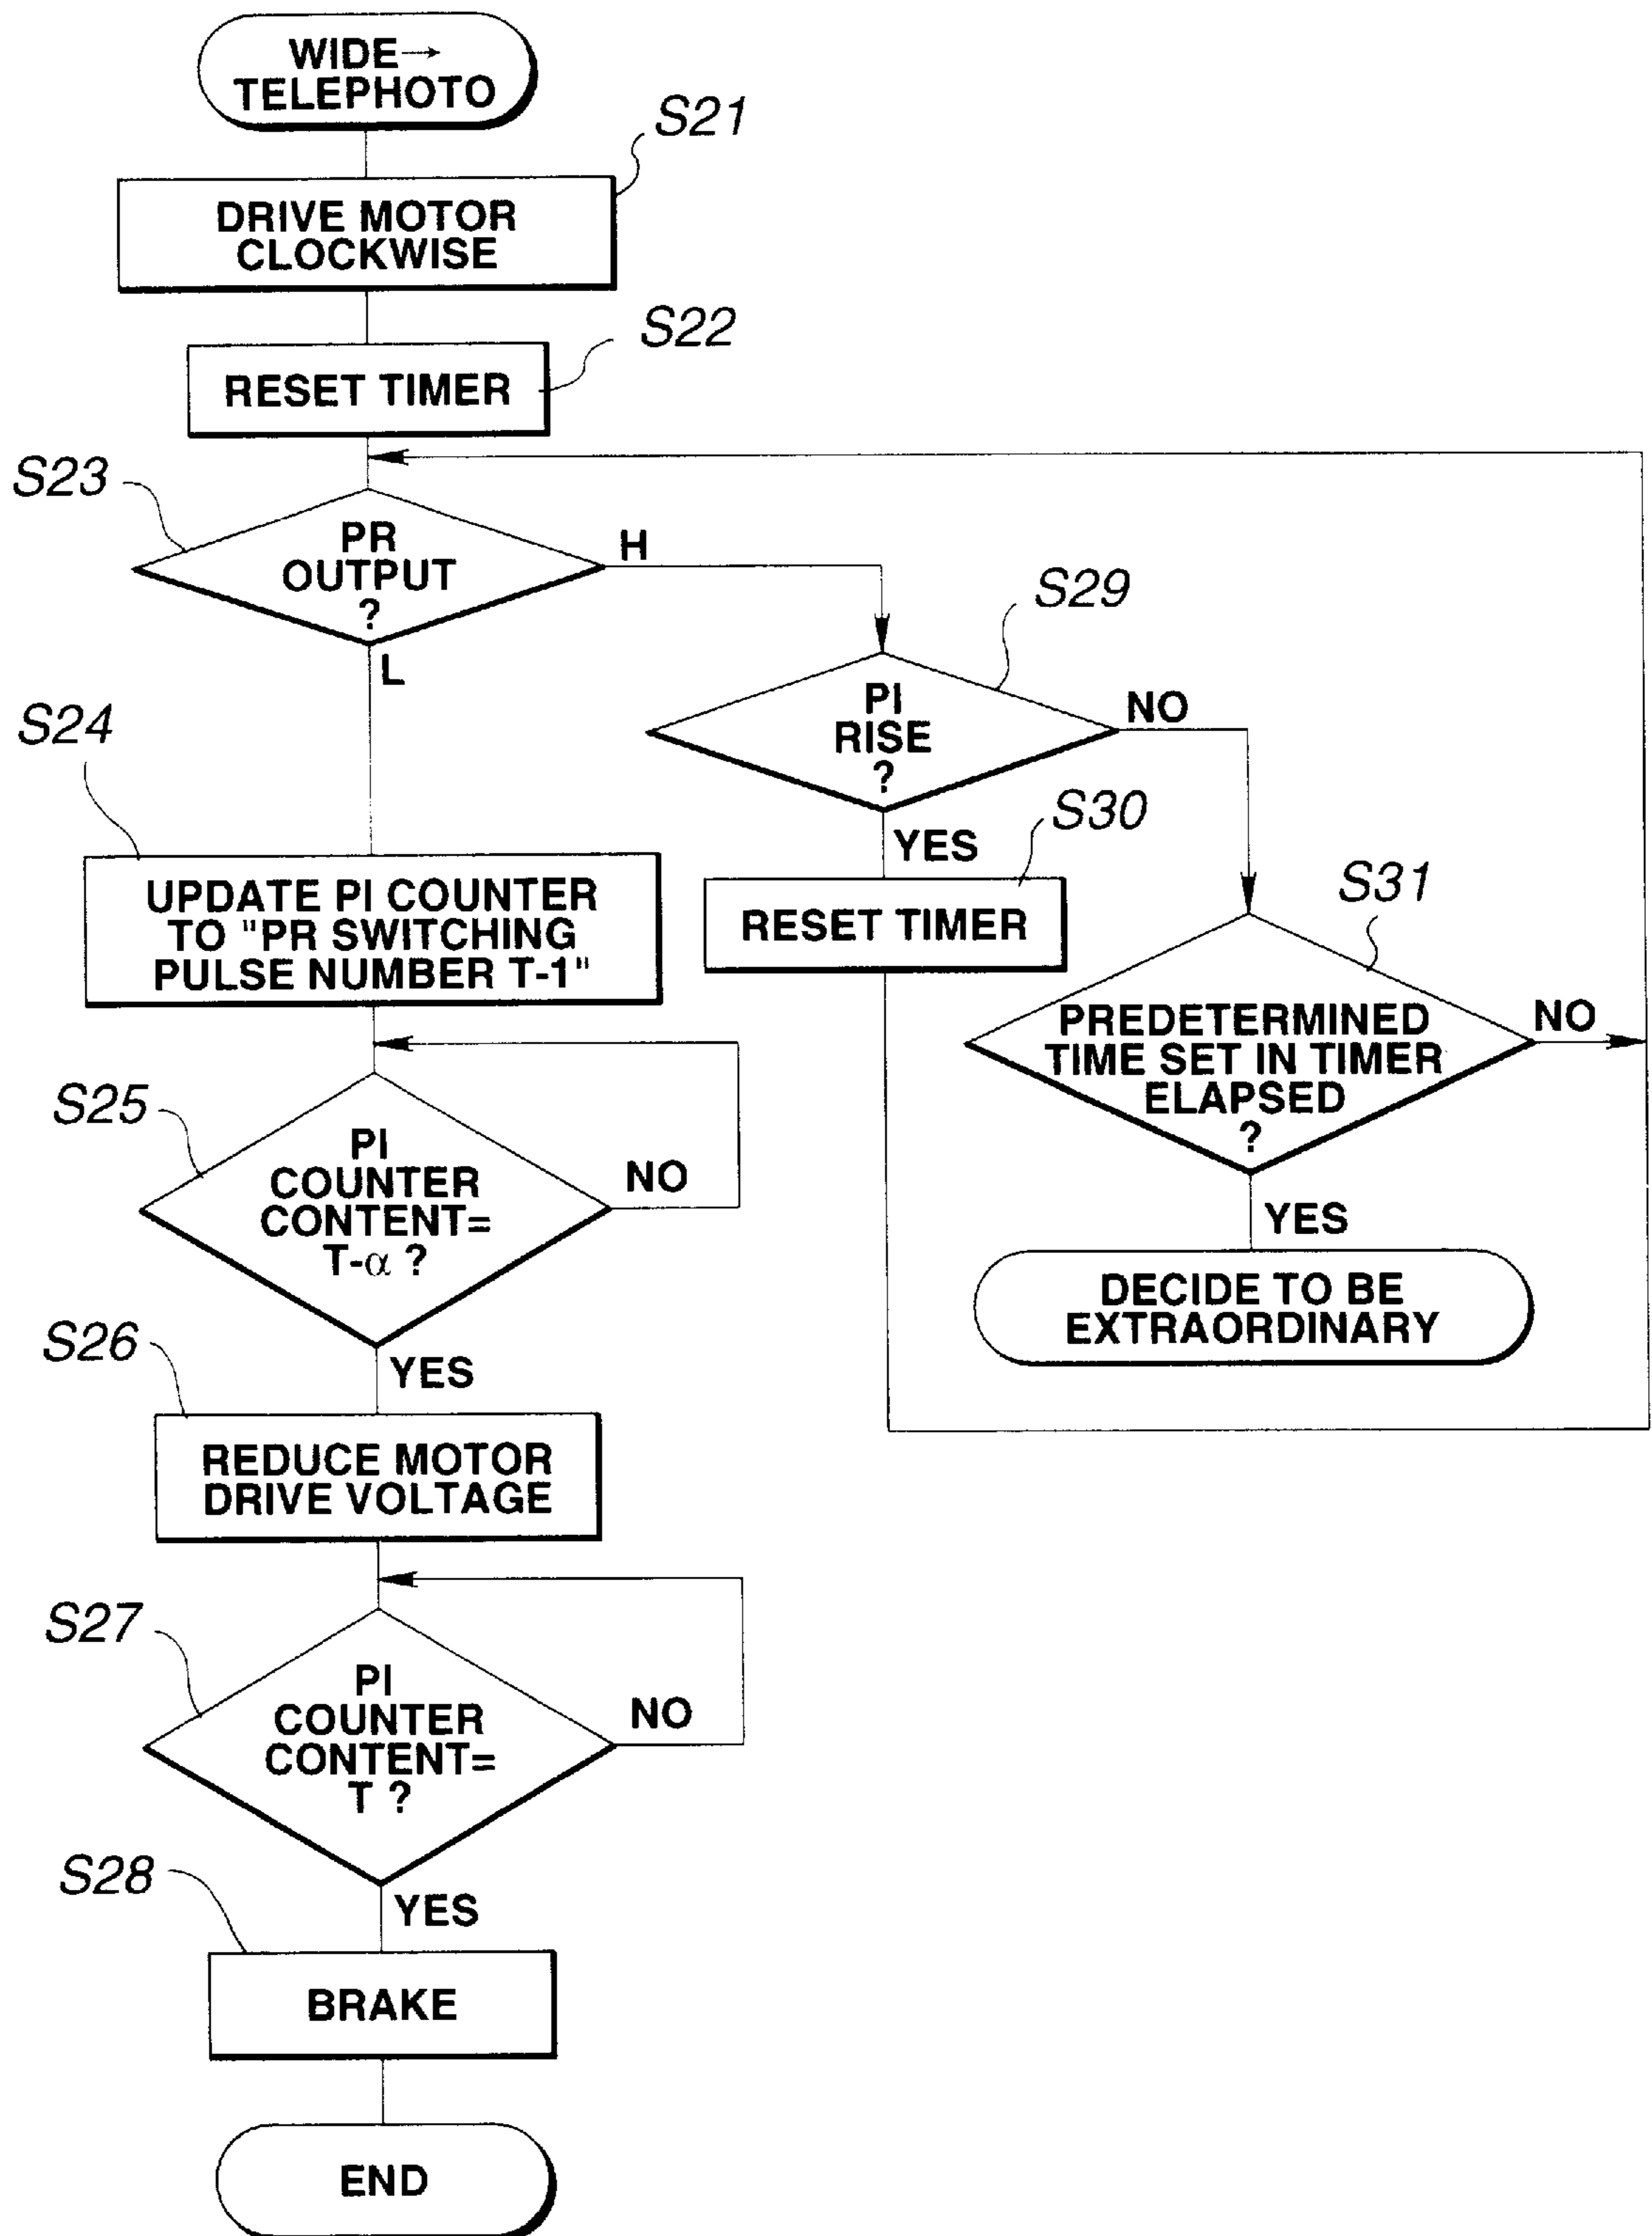 WIDE→
TELEPHOTO
S21
DRIVE MOTOR
CLOCKWISE
S22
RESET TIMER
S23
PR
OUTPUT
?
H
L
S29
PI
RISE
?
NO
YES
S24
UPDATE PI COUNTER
TO "PR SWITCHING
PULSE NUMBER T-1"
S30
RESET TIMER
S31
PREDETERMINED
TIME SET IN TIMER
ELAPSED
?
NO
YES
DECIDE TO BE
EXTRAORDINARY
S25
PI
COUNTER
CONTENT=
T-α ?
NO
YES
S26
REDUCE MOTOR
DRIVE VOLTAGE
S27
PI
COUNTER
CONTENT=
T ?
NO
YES
S28
BRAKE
END